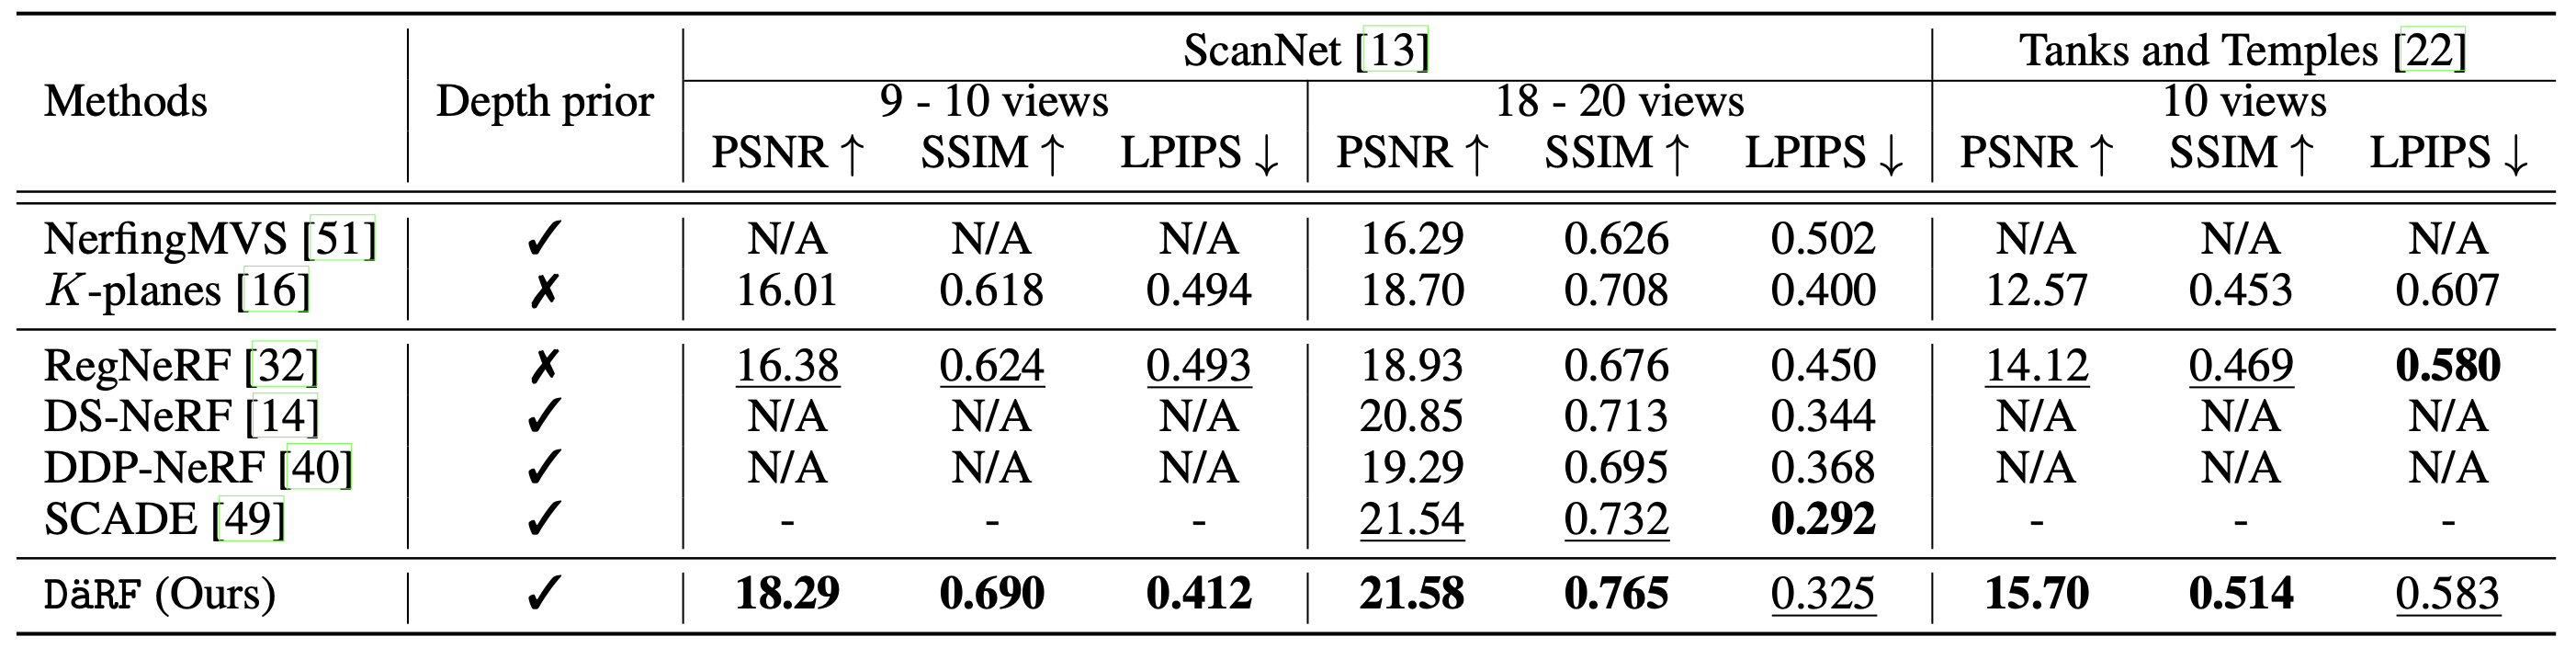 ScanNet [13] Tanks and Temples [22]
Methods Depth prior 9 - 10 views 18 - 20 views 10 views
PSNR ↑ SSIM ↑ LPIPS ↓ PSNR ↑ SSIM ↑ LPIPS ↓ PSNR ↑ SSIM ↑ LPIPS ↓
NerfingMVS [51] ✓ N/A N/A N/A 16.29 0.626 0.502 N/A N/A N/A
K-planes [16] ✗ 16.01 0.618 0.494 18.70 0.708 0.400 12.57 0.453 0.607
RegNeRF [32] ✗ 16.38 0.624 0.493 18.93 0.676 0.450 14.12 0.469 0.580
DS-NeRF [14] ✓ N/A N/A N/A 20.85 0.713 0.344 N/A N/A N/A
DDP-NeRF [40] ✓ N/A N/A N/A 19.29 0.695 0.368 N/A N/A N/A
SCADE [49] ✓ - - - 21.54 0.732 0.292 - - -
DäRF (Ours) ✓ 18.29 0.690 0.412 21.58 0.765 0.325 15.70 0.514 0.583